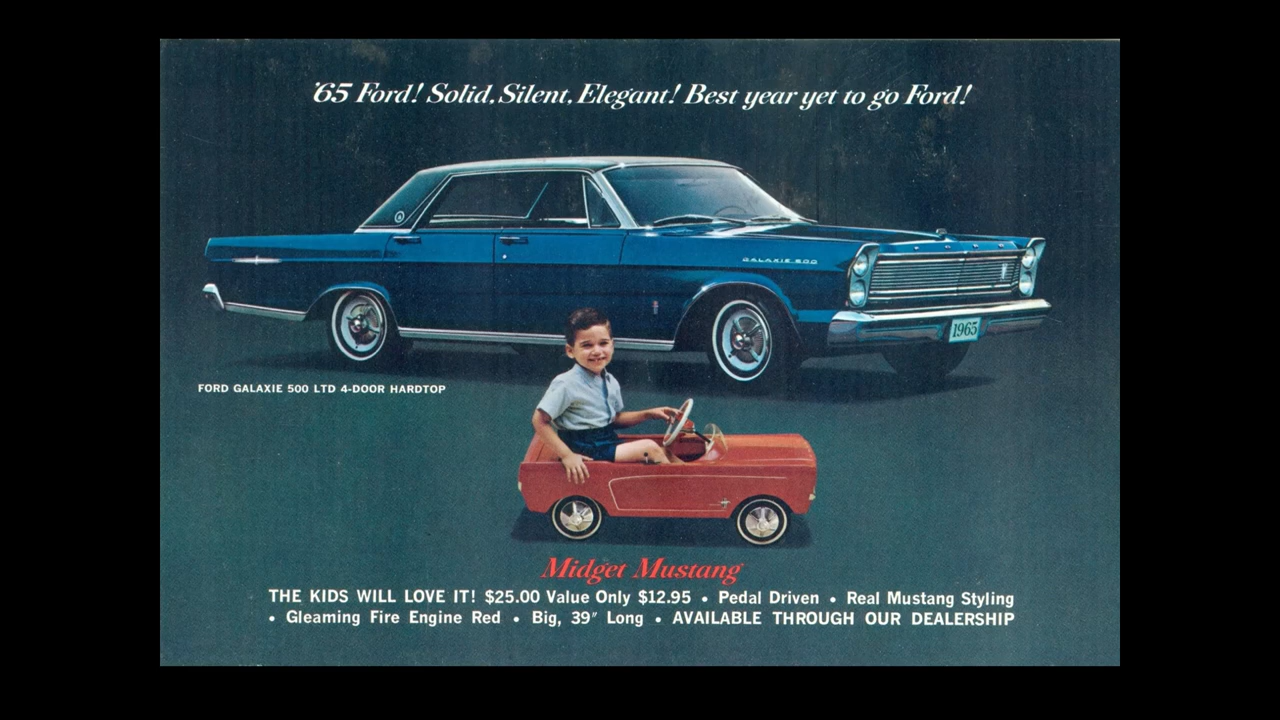 '65 Ford! Solid, Silent, Elegant! Best year yet to go Ford!
GALAXIE 500
1965
FORD GALAXIE 500 LTD 4-DOOR HARDTOP
Midget Mustang
THE KIDS WILL LOVE IT! $25.00 Value Only $12.95 • Pedal Driven • Real Mustang Styling
• Gleaming Fire Engine Red • Big, 39″ Long • AVAILABLE THROUGH OUR DEALERSHIP